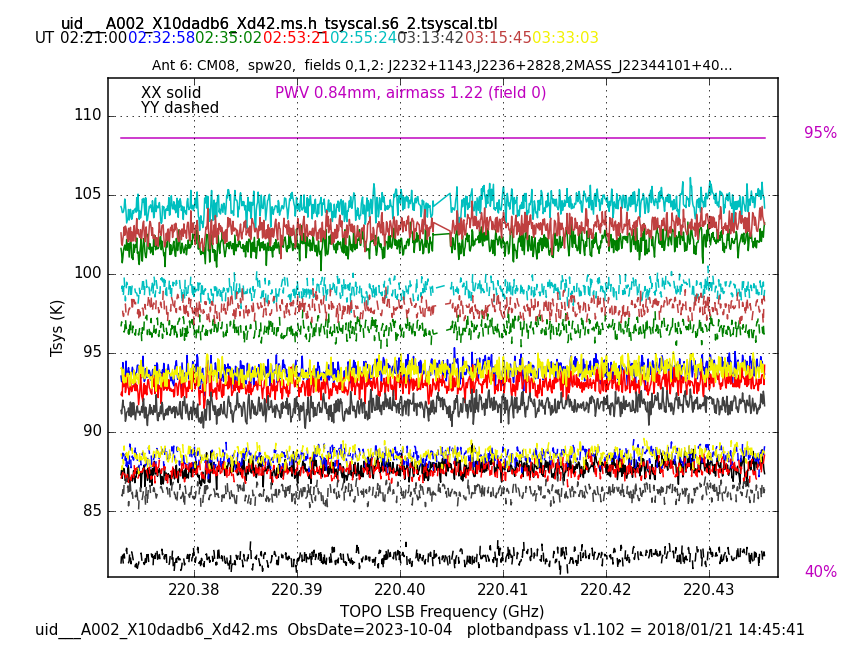 uid___A002_X10dadb6_Xd42.ms.h_tsyscal.s6_2.tsyscal.tbl
UT 02:21:00 02:32:58 02:35:02 02:53:21 02:55:24 03:13:42 03:15:45 03:33:03
Ant 6: CM08, spw20, fields 0,1,2: J2232+1143,J2236+2828,2MASS_J22344101+40...
XX solid PWV 0.84mm, airmass 1.22 (field 0)
YY dashed
110
95%
105
100
Tsys (K)
95
90
85
40%
220.38 220.39 220.40 220.41 220.42 220.43
TOPO LSB Frequency (GHz)
uid___A002_X10dadb6_Xd42.ms ObsDate=2023-10-04 plotbandpass v1.102 = 2018/01/21 14:45:41